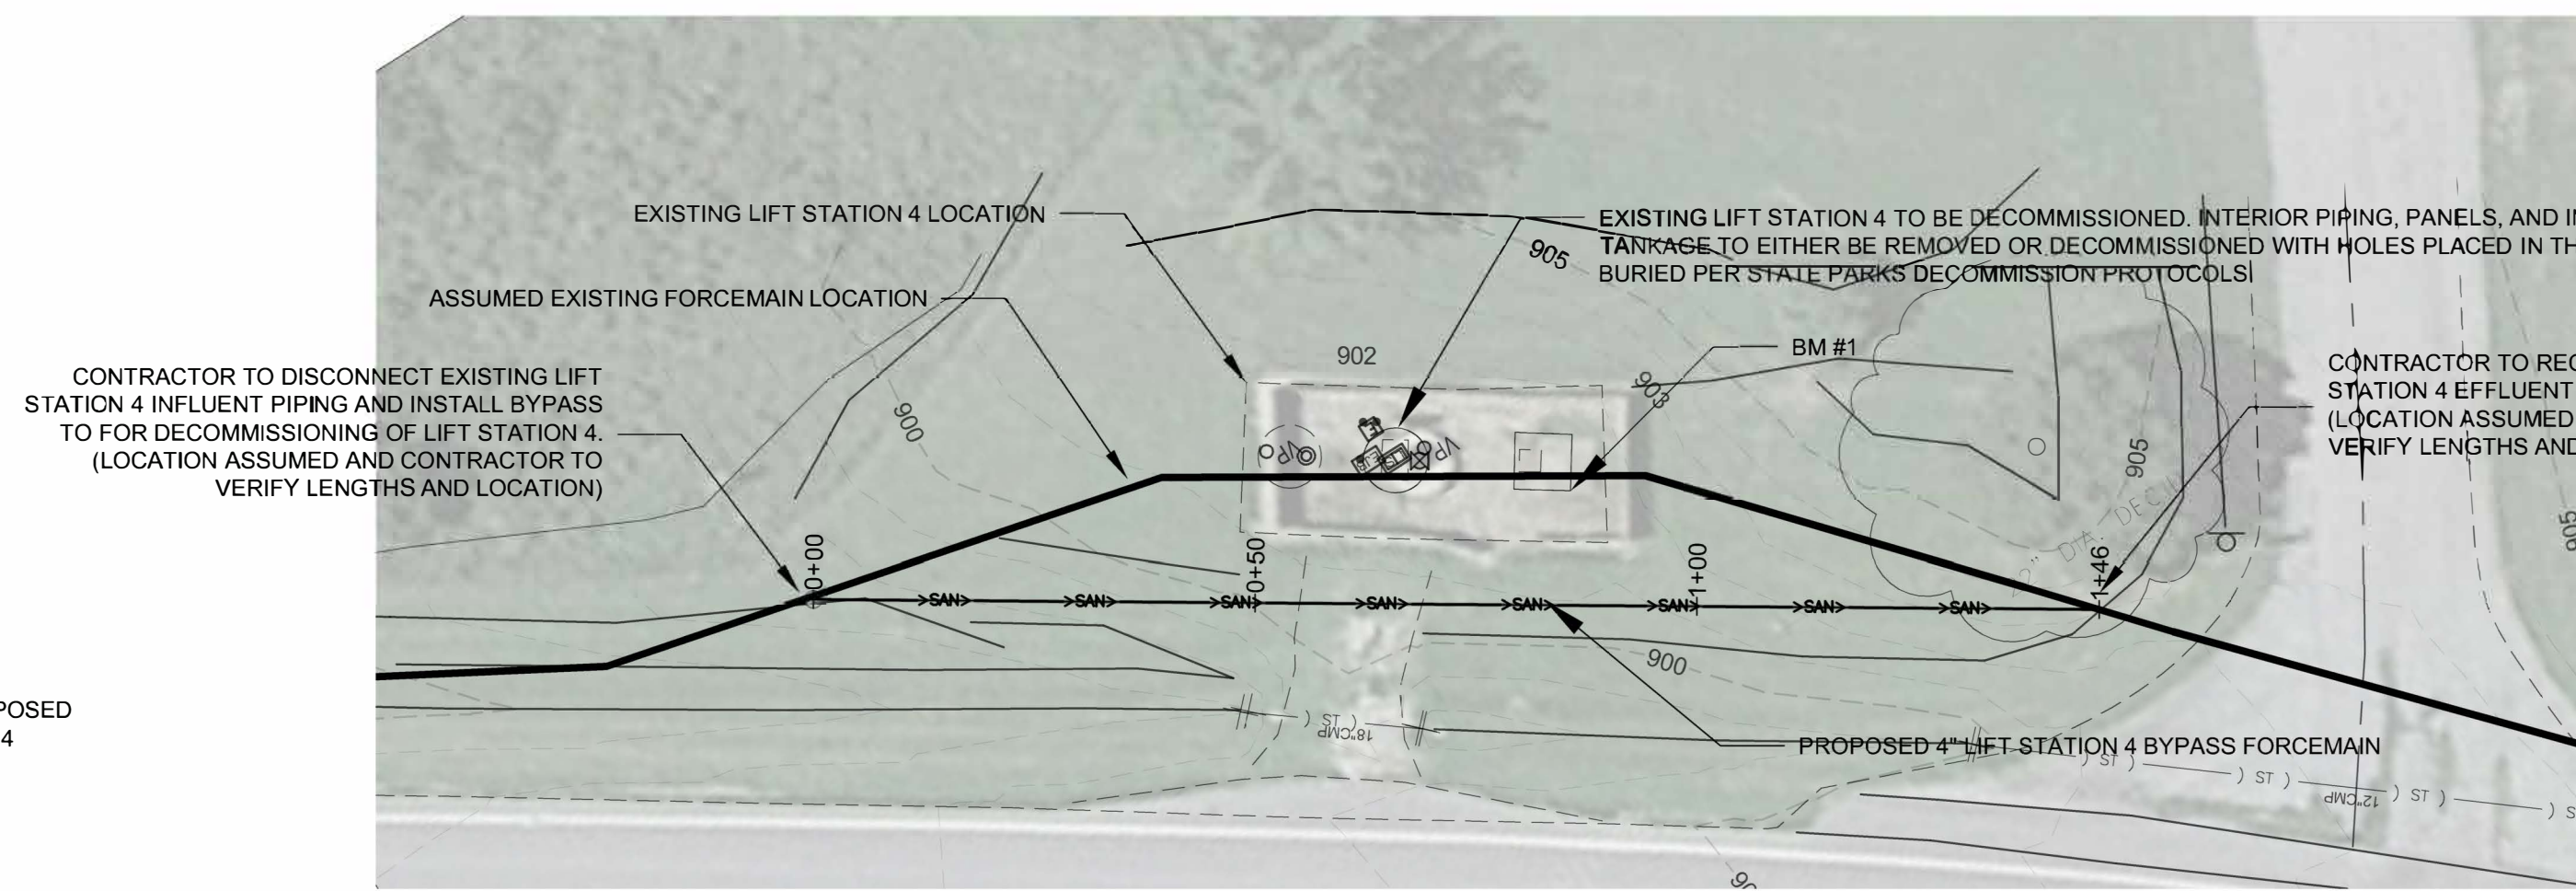 EXISTING LIFT STATION 4 LOCATION
EXISTING LIFT STATION 4 TO BE DECOMMISSIONED. INTERIOR PIPING, PANELS, AND
TANKAGE TO EITHER BE REMOVED OR DECOMMISSIONED WITH HOLES PLACED IN
BURIED PER STATE PARKS DECOMMISSION PROTOCOLS
905
ASSUMED EXISTING FORCEMAIN LOCATION
902
BM #1
903
CONTRACTOR TO DISCONNECT EXISTING LIFT
STATION 4 INFLUENT PIPING AND INSTALL BYPASS
TO FOR DECOMMISSIONING OF LIFT STATION 4.
(LOCATION ASSUMED AND CONTRACTOR TO
VERIFY LENGTHS AND LOCATION)
CONTRACTOR TO
STATION 4 EFFLUENT
(LOCATION ASSUMED
VERIFY LENGTHS AND
900
VP
VP
E
905
905
DIA. DEC
0+00
0+50
1+00
1+46
>SAN> >SAN> >SAN> >SAN> >SAN> >SAN> >SAN> >SAN>
900
POSED
4
) ST (
18"CMP
PROPOSED 4" LIFT STATION 4 BYPASS FORCEMAIN
) ST ) ) ST ) ) ST )
12"CMP